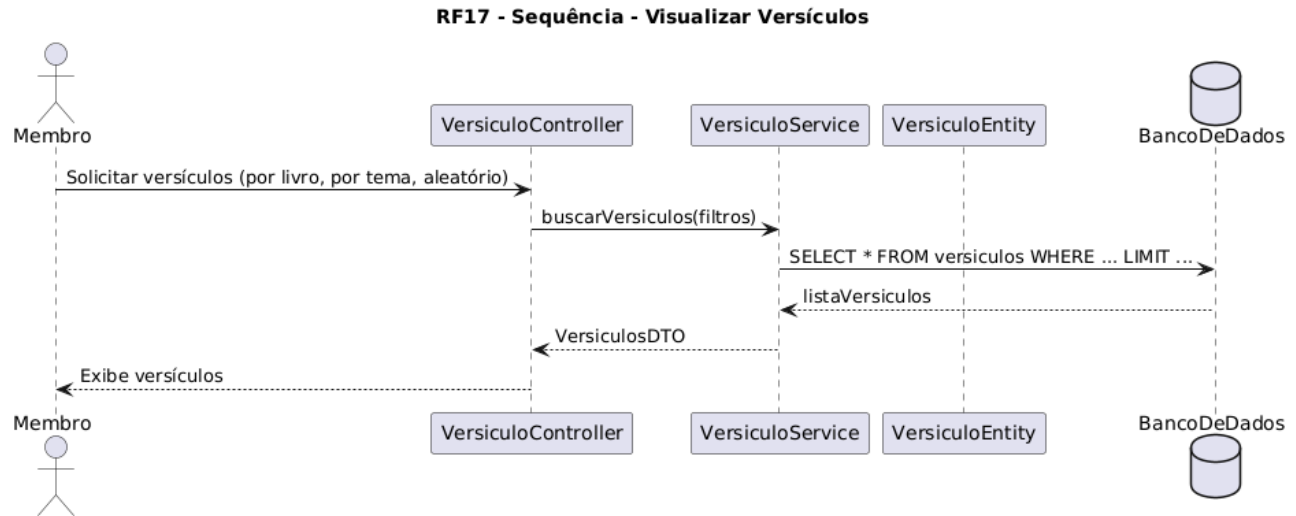 RF17 - Sequência - Visualizar Versículos
Membro
VersiculoController
VersiculoService
VersiculoEntity
BancoDeDados
Solicitar versículos (por livro, por tema, aleatório)
buscarVersiculos(filtros)
SELECT * FROM versiculos WHERE ... LIMIT ...
listaVersiculos
VersiculosDTO
Exibe versículos
Membro
VersiculoController
VersiculoService
VersiculoEntity
BancoDeDados